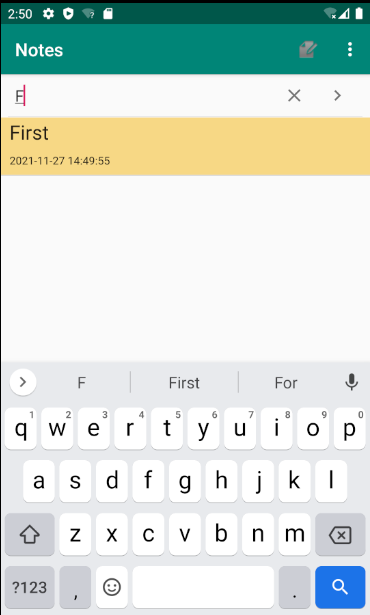 2:50
Notes
F
First
2021-11-27 14:49:55
F First For
q1 w2 e3 r4 t5 y6 u7 i8 o9 p0
a s d f g h j k l
z x c v b n m
?123 , .